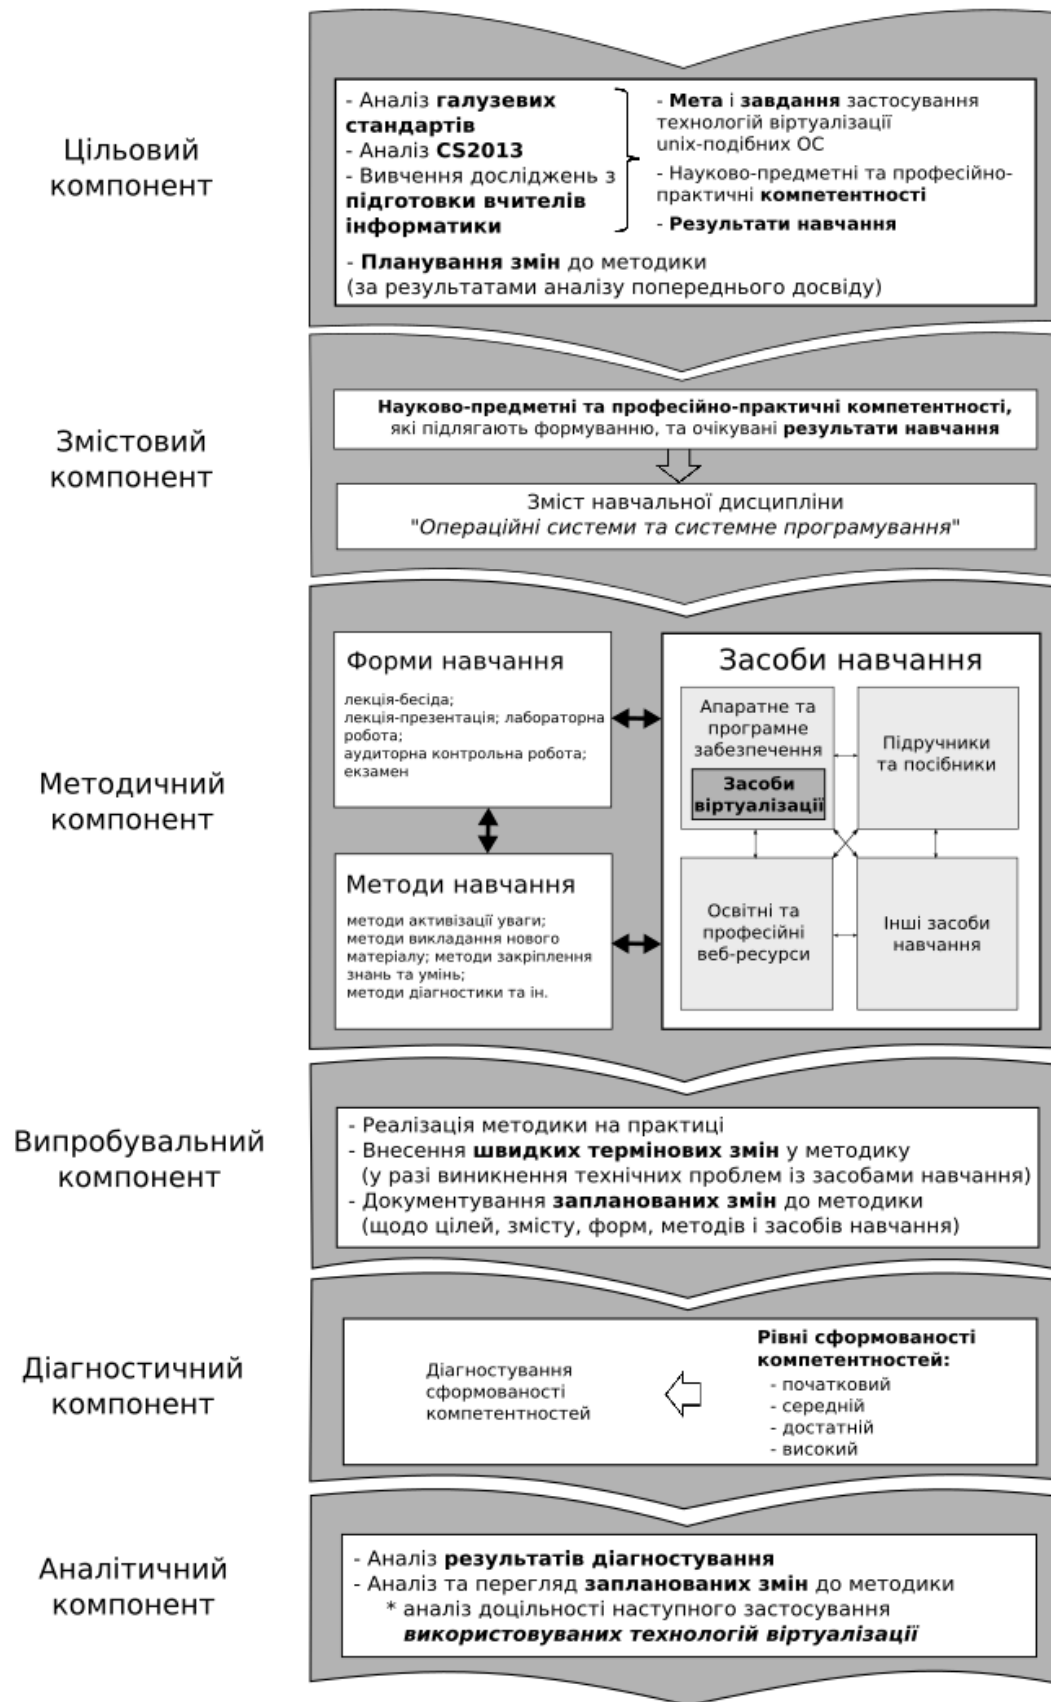 Цільовий
компонент
- Аналіз галузевих
стандартів
- Аналіз CS2013
- Вивчення досліджень з
підготовки вчителів
інформатики
- Мета і завдання застосування
технологій віртуалізації
unix-подібних ОС
- Науково-предметні та професійно-
практичні компетентності
- Результати навчання
- Планування змін до методики
(за результатами аналізу попереднього досвіду)
Змістовий
компонент
Науково-предметні та професійно-практичні компетентності,
які підлягають формуванню, та очікувані результати навчання
Зміст навчальної дисципліни
"Операційні системи та системне програмування"
Методичний
компонент
Форми навчання
лекція-бесіда;
лекція-презентація; лабораторна
робота;
аудиторна контрольна робота;
екзамен
Методи навчання
методи активізації уваги;
методи викладання нового
матеріалу; методи закріплення
знань та умінь;
методи діагностики та ін.
Засоби навчання
Апаратне та
програмне
забезпечення
Засоби
віртуалізації
Підручники
та посібники
Освітні та
професійні
веб-ресурси
Інші засоби
навчання
Випробувальний
компонент
- Реалізація методики на практиці
- Внесення швидких термінових змін у методику
(у разі виникнення технічних проблем із засобами навчання)
- Документування запланованих змін до методики
(щодо цілей, змісту, форм, методів і засобів навчання)
Діагностичний
компонент
Діагностування
сформованості
компетентностей
Рівні сформованості
компетентностей:
- початковий
- середній
- достатній
- високий
Аналітичний
компонент
- Аналіз результатів діагностування
- Аналіз та перегляд запланованих змін до методики
* аналіз доцільності наступного застосування
використовуваних технологій віртуалізації